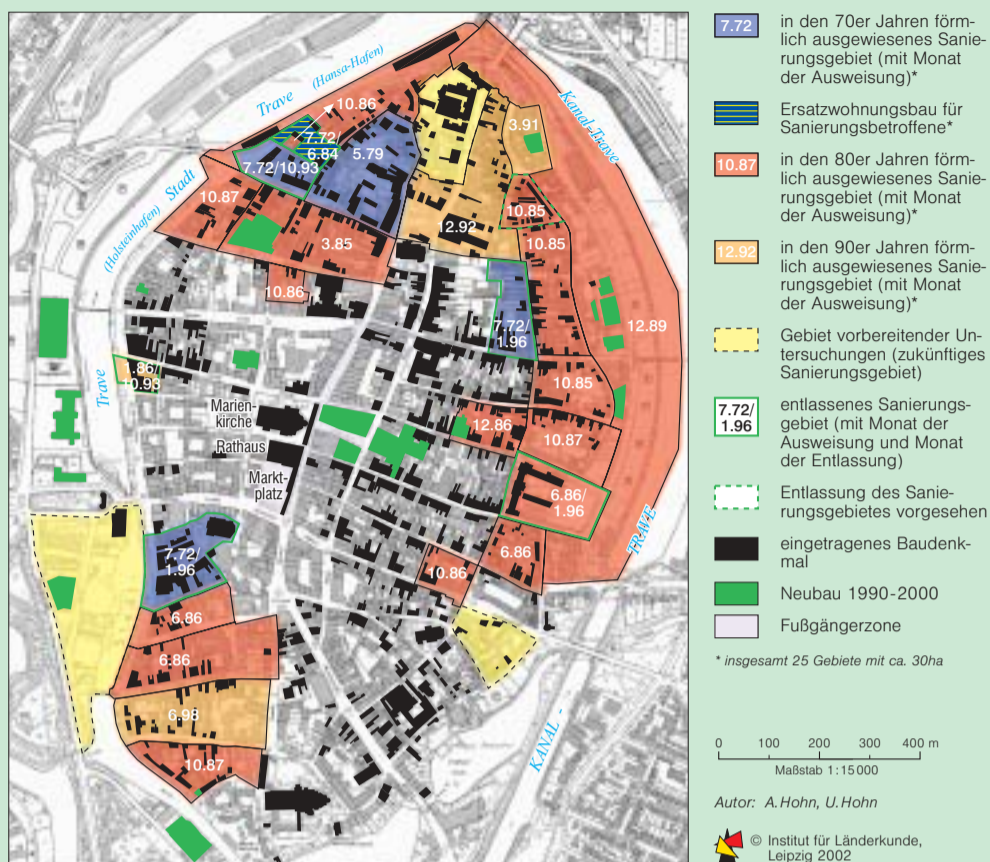 Trave
(Hansa-Hafen)
10.86
Kanal-Trave
3.91
7.72/
6.84
5.79
7.72/10.93
Stadt
(Holsteinhafen)
10.87
10.85
12.92
3.85
10.85
10.86
7.72/
1.96
12.89
1.86/
10.93
Trave
10.85
Marien-
kirche
12.86
10.87
Rathaus
Markt-
platz
6.86/
1.96
TRAVE
7.72/
1.96
6.86
10.86
6.86
6.86
6.98
KANAL -
10.87
7.72
in den 70er Jahren förm-
lich ausgewiesenes Sanie-
rungsgebiet (mit Monat
der Ausweisung)*
Ersatzwohnungsbau für
Sanierungsbetroffene*
10.87
in den 80er Jahren förm-
lich ausgewiesenes Sanie-
rungsgebiet (mit Monat
der Ausweisung)*
12.92
in den 90er Jahren förm-
lich ausgewiesenes Sanie-
rungsgebiet (mit Monat
der Ausweisung)*
Gebiet vorbereitender Un-
tersuchungen (zukünftiges
Sanierungsgebiet)
7.72/
1.96
entlassenes Sanierungs-
gebiet (mit Monat der
Ausweisung und Monat
der Entlassung)
Entlassung des Sanie-
rungsgebietes vorgesehen
eingetragenes Baudenk-
mal
Neubau 1990-2000
Fußgängerzone
* insgesamt 25 Gebiete mit ca. 30ha
0 100 200 300 400 m
Maßstab 1:15000
Autor: A.Hohn, U.Hohn
© Institut für Länderkunde,
Leipzig 2002